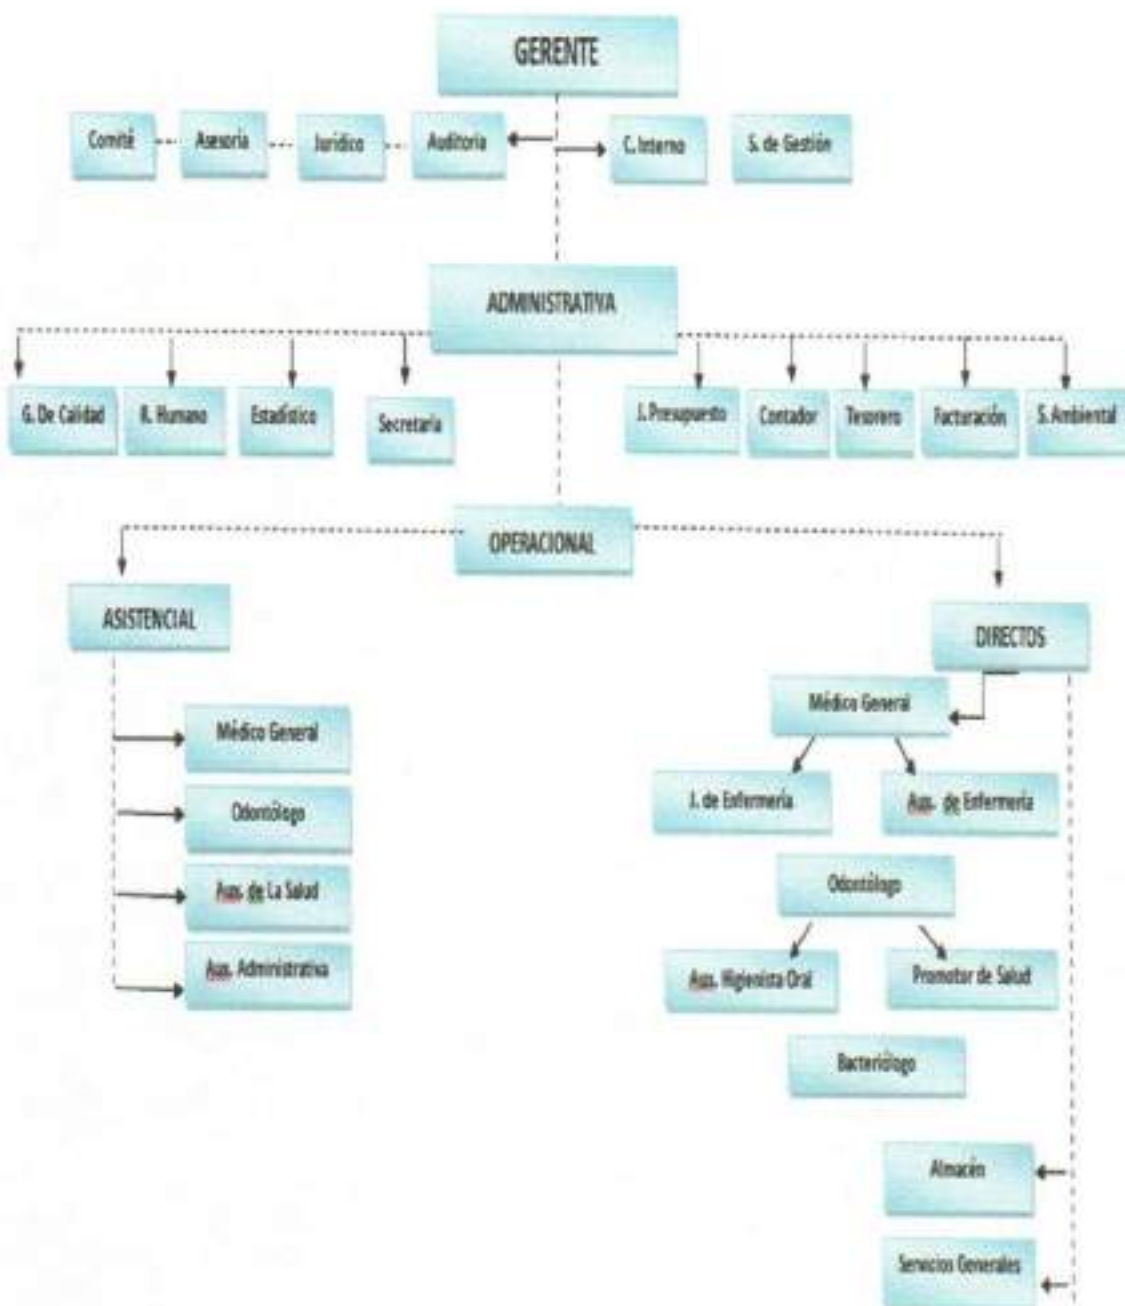 GERENTE
Comité
Asesoría
Jurídico
Auditoria
C. Interno
S. de Gestión
ADMINISTRATIVA
G. De Calidad
R. Humano
Estadístico
Secretaria
J. Presupuesto
Contador
Tesorero
Facturación
S. Ambiental
OPERACIONAL
ASISTENCIAL
DIRECTOS
Médico General
Odontólogo
Aux. de La Salud
Aux. Administrativa
Médico General
J. de Enfermería
Aux. de Enfermería
Odontólogo
Aux. Higienista Oral
Promotor de Salud
Bacteriólogo
Almacén
Servicios Generales